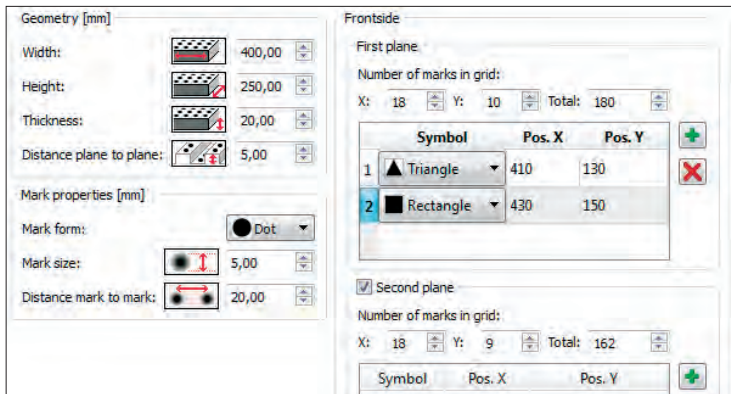 Geometry [mm]
Width: 400,00
Height: 250,00
Thickness: 20,00
Distance plane to plane: 5,00
Mark properties [mm]
Mark form: Dot
Mark size: 5,00
Distance mark to mark: 20,00
Frontside
First plane
Number of marks in grid:
X: 18 Y: 10 Total: 180
Symbol Pos. X Pos. Y
1 Triangle 410 130
2 Rectangle 430 150
Second plane
Number of marks in grid:
X: 18 Y: 9 Total: 162
Symbol Pos. X Pos. Y